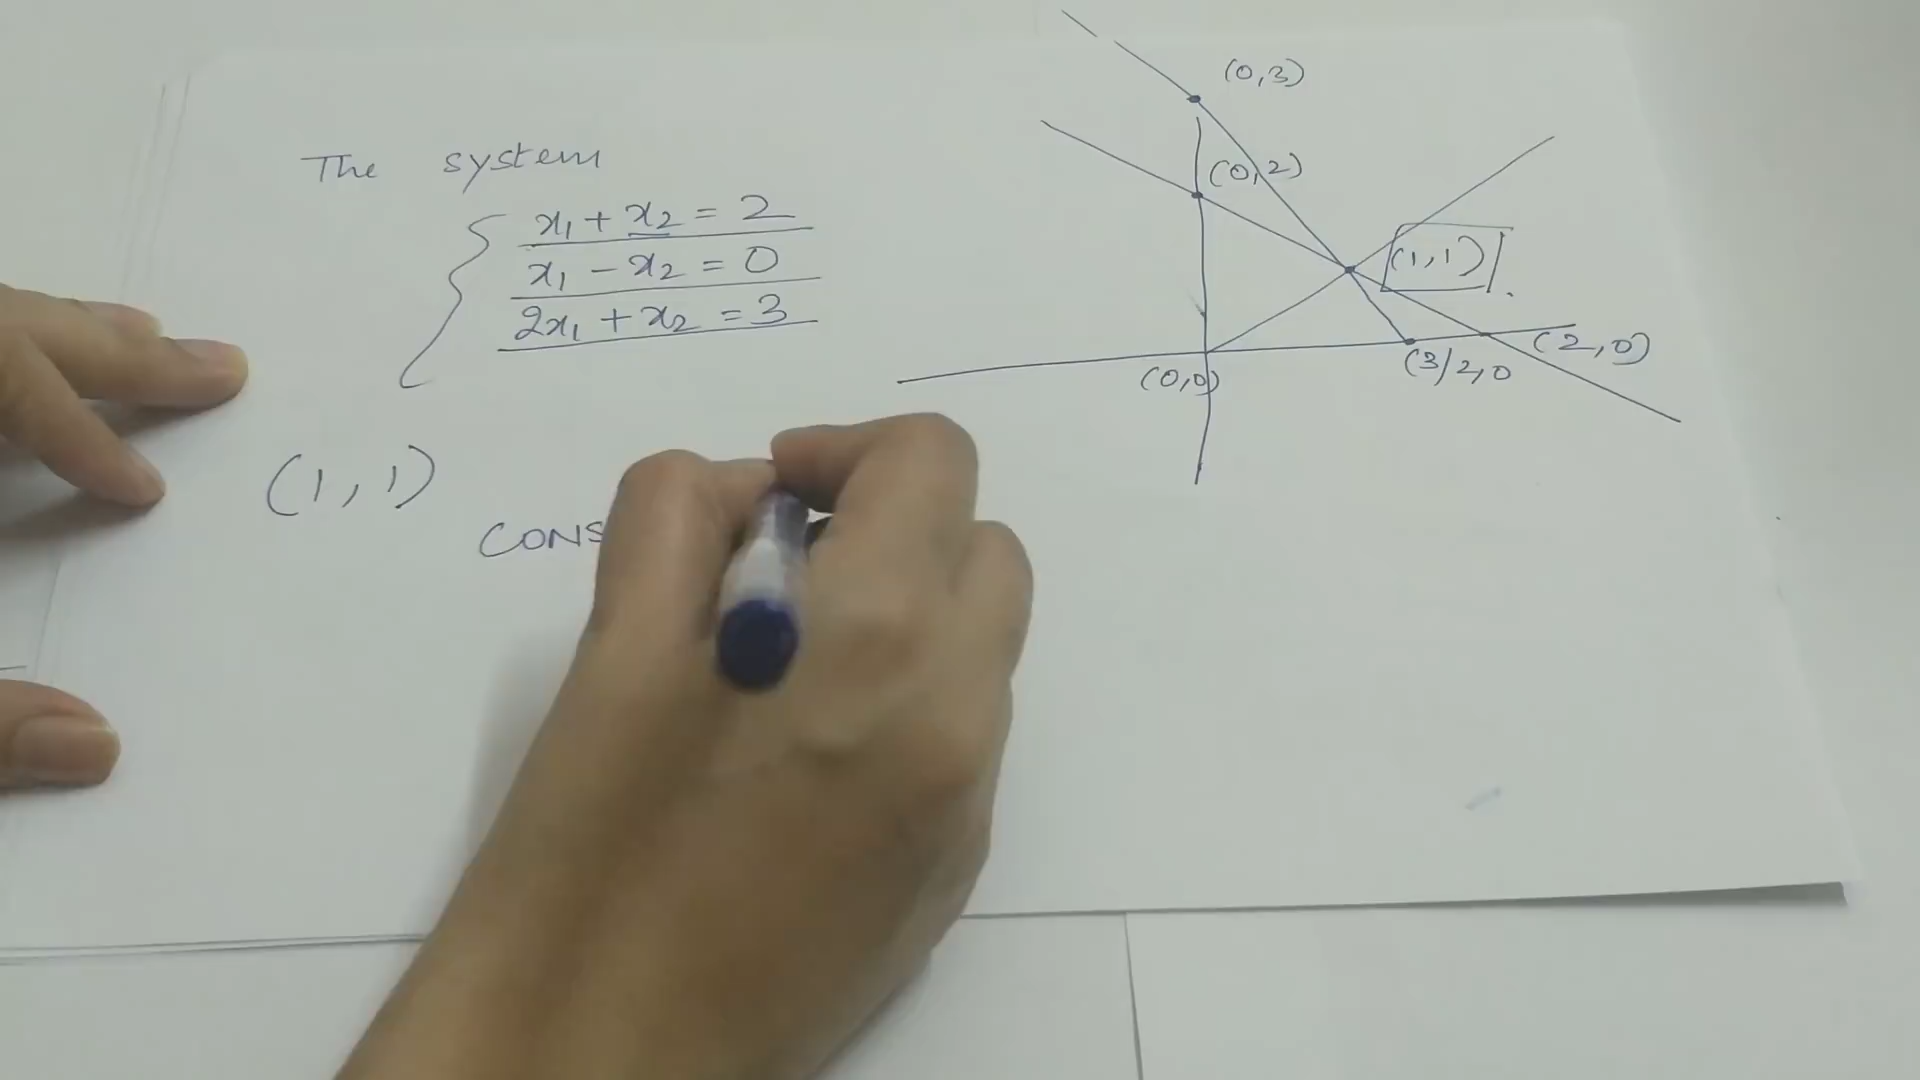 The system
x₁ + x₂ = 2
x₁ - x₂ = 0
2x₁ + x₂ = 3
(1, 1)
CONS
(0,3)
(0,2)
(1,1)
(2,0)
(3/2,0
(0,0)